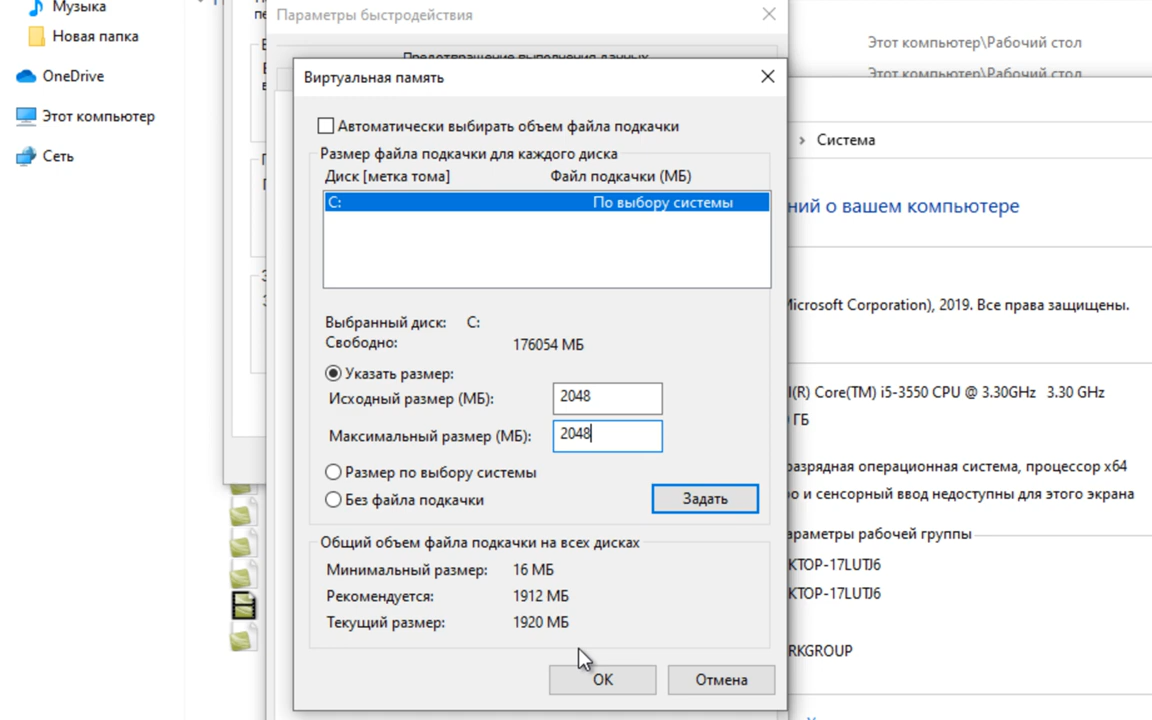 Музыка
Новая папка
OneDrive
Этот компьютер
Сеть
Параметры быстродействия
Предотвращение выполнения данных
Виртуальная память
Автоматически выбирать объем файла подкачки
Размер файла подкачки для каждого диска
Диск [метка тома] Файл подкачки (МБ)
C: По выбору системы
Выбранный диск: C:
Свободно: 176054 МБ
Указать размер:
Исходный размер (МБ): 2048
Максимальный размер (МБ): 2048
Размер по выбору системы
Без файла подкачки
Задать
Общий объем файла подкачки на всех дисках
Минимальный размер: 16 МБ
Рекомендуется: 1912 МБ
Текущий размер: 1920 МБ
ОК Отмена
Этот компьютер\Рабочий стол
Этот компьютер\Рабочий стол
› Система
ний о вашем компьютере
Microsoft Corporation), 2019. Все права защищены.
l(R) Core(TM) i5-3550 CPU @ 3.30GHz 3.30 GHz
ГБ
разрядная операционная система, процессор x64
о и сенсорный ввод недоступны для этого экрана
араметры рабочей группы
KTOP-17LUTJ6
KTOP-17LUTJ6
RKGROUP